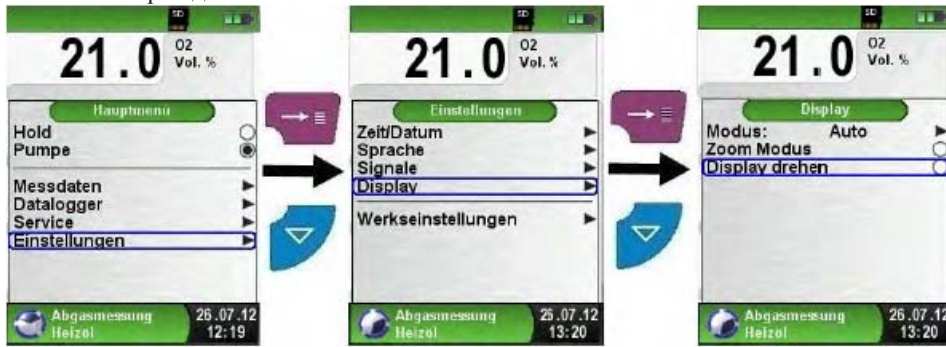 SD
21.0 O2
Vol. %
Hauptmenü
Hold
Pumpe
Messdaten
Datalogger
Service
Einstellungen
Abgasmessung 26.07.12
Heizöl 12:19
SD
21.0 O2
Vol. %
Einstellungen
Zeit/Datum
Sprache
Signale
Display
Werkseinstellungen
Abgasmessung 26.07.12
Heizöl 13:20
SD
21.0 O2
Vol. %
Display
Modus: Auto
Zoom Modus
Display drehen
Abgasmessung 26.07.12
Heizöl 13:20